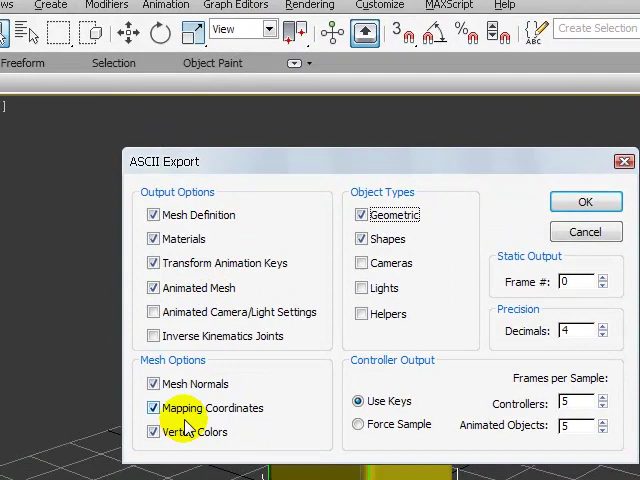 ws Create Modifiers Animation Graph Editors Rendering Customize MAXScript Help
View 3 % ABC Create Selection
Freeform Selection Object Paint
]
ASCII Export
Output Options
Mesh Definition
Materials
Transform Animation Keys
Animated Mesh
Animated Camera/Light Settings
Inverse Kinematics Joints
Mesh Options
Mesh Normals
Mapping Coordinates
Vertex Colors
Object Types
Geometric
Shapes
Cameras
Lights
Helpers
Controller Output
Frames per Sample:
Use Keys
Controllers: 5
Force Sample
Animated Objects: 5
OK
Cancel
Static Output
Frame #: 0
Precision
Decimals: 4